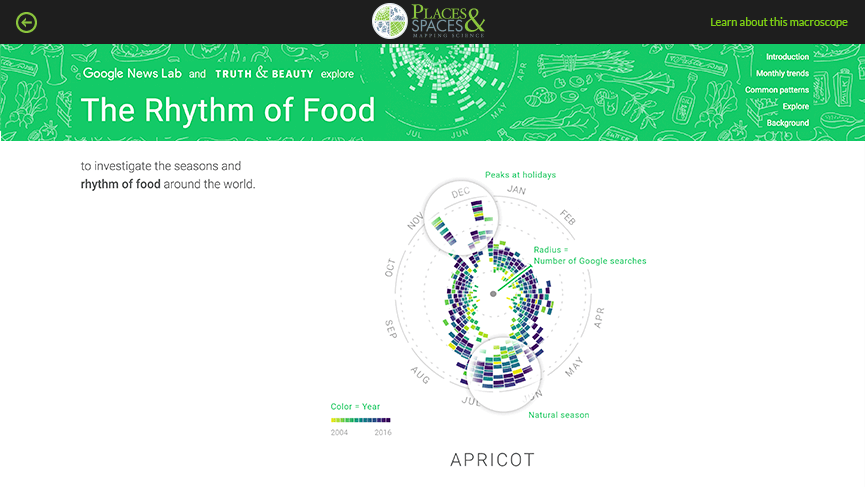 PLACES &
SPACES
MAPPING SCIENCE
Learn about this macroscope
Google News Lab and TRUTH & BEAUTY explore
The Rhythm of Food
APR
MAY
JUN
JUL
Introduction
Monthly trends
Common patterns
Explore
Background
to investigate the seasons and
rhythm of food around the world.
Peaks at holidays
DEC
JAN
NOV
FEB
Radius =
Number of Google searches
OCT
APR
SEP
MAY
AUG
JUL
UN
Natural season
Color = Year
2004 2016
APRICOT